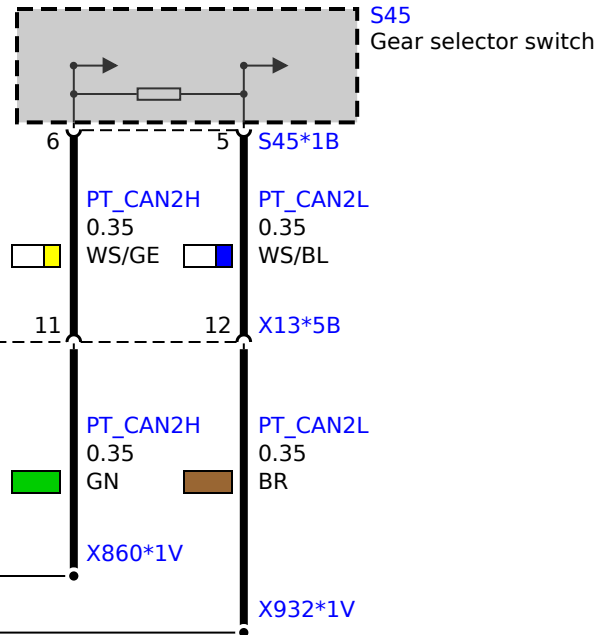 S45
Gear selector switch
6 5 S45*1B
PT_CAN2H PT_CAN2L
0.35 0.35
WS/GE WS/BL
11 12 X13*5B
PT_CAN2H PT_CAN2L
0.35 0.35
GN BR
X860*1V
X932*1V